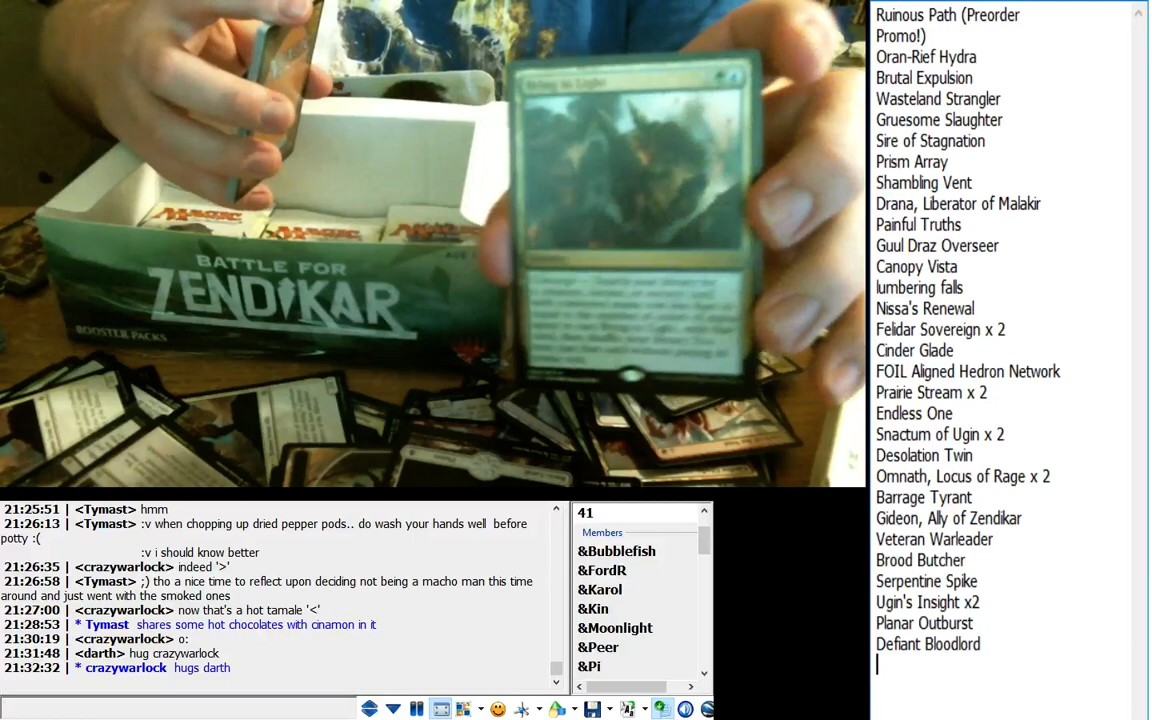 Bring to Light
MAGIC
MAGIC
MAGIC
BATTLE FOR
ZENDIKAR
BOOSTER PACKS
Ruinous Path (Preorder
Promo!)
Oran-Rief Hydra
Brutal Expulsion
Wasteland Strangler
Gruesome Slaughter
Sire of Stagnation
Prism Array
Shambling Vent
Drana, Liberator of Malakir
Painful Truths
Guul Draz Overseer
Canopy Vista
lumbering falls
Nissa's Renewal
Felidar Sovereign x 2
Cinder Glade
FOIL Aligned Hedron Network
Prairie Stream x 2
Endless One
Snactum of Ugin x 2
Desolation Twin
Omnath, Locus of Rage x 2
Barrage Tyrant
Gideon, Ally of Zendikar
Veteran Warleader
Brood Butcher
Serpentine Spike
Ugin's Insight x2
Planar Outburst
Defiant Bloodlord
21:25:51 | <Tymast> hmm
21:26:13 | <Tymast> :v when chopping up dried pepper pods.. do wash your hands well before
potty :(
:v i should know better
21:26:35 | <crazywarlock> indeed '>'
21:26:58 | <Tymast> ;) tho a nice time to reflect upon deciding not being a macho man this time
around and just went with the smoked ones
21:27:00 | <crazywarlock> now that's a hot tamale '<'
21:28:53 | * Tymast shares some hot chocolates with cinamon in it
21:30:19 | <crazywarlock> o:
21:31:48 | <darth> hug crazywarlock
21:32:32 | * crazywarlock hugs darth
41
Members
&Bubblefish
&FordR
&Karol
&Kin
&Moonlight
&Peer
&Pi